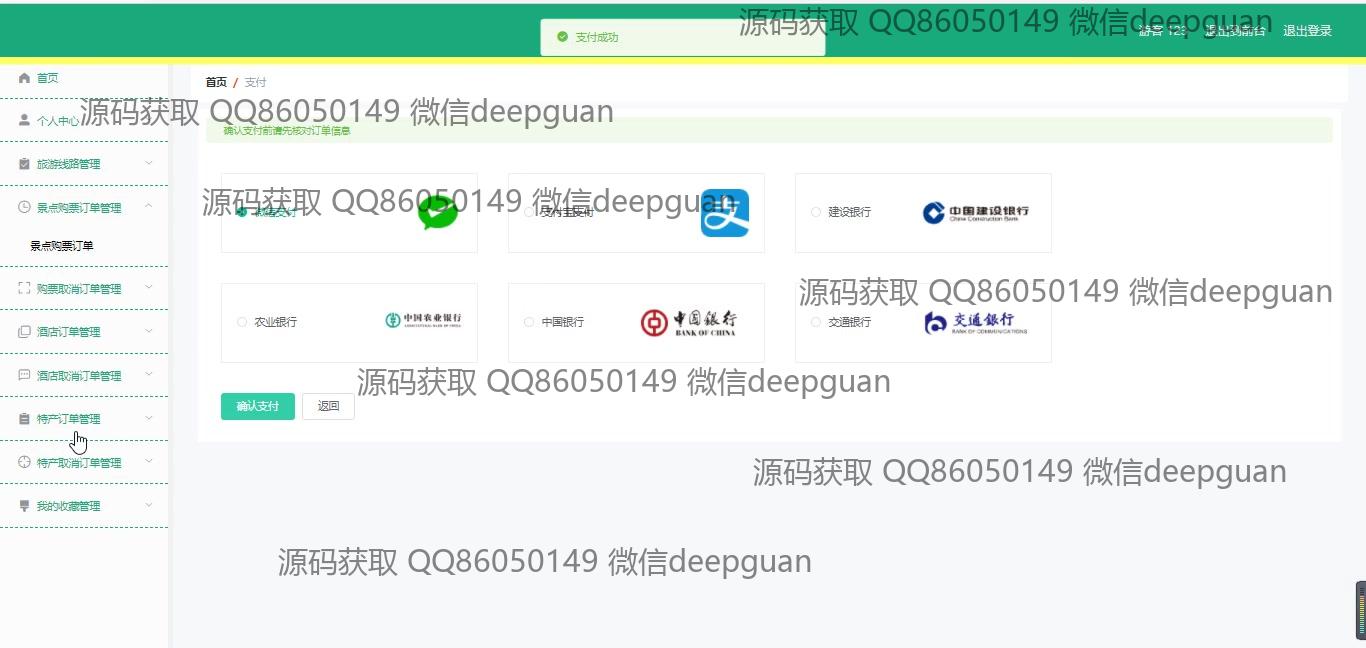 源码获取 QQ86050149 微信deepguan
支付成功
游客 123 退出到前台 退出登录
首页
首页 / 支付
个人中心
源码获取 QQ86050149 微信deepguan
确认支付前请先核对订单信息
旅游线路管理
源码获取 QQ86050149 微信deepguan
景点购票订单管理
微信支付
支付宝支付
支
建设银行
中国建设银行
China Construction Bank
景点购票订单
购票取消订单管理
源码获取 QQ86050149 微信deepguan
酒店订单管理
农业银行
中国农业银行
AGRICULTURAL BANK OF CHINA
中国银行
中国银行
BANK OF CHINA
交通银行
交通银行
BANK OF COMMUNICATIONS
酒店取消订单管理
源码获取 QQ86050149 微信deepguan
确认支付
返回
特产订单管理
特产取消订单管理
源码获取 QQ86050149 微信deepguan
我的收藏管理
源码获取 QQ86050149 微信deepguan